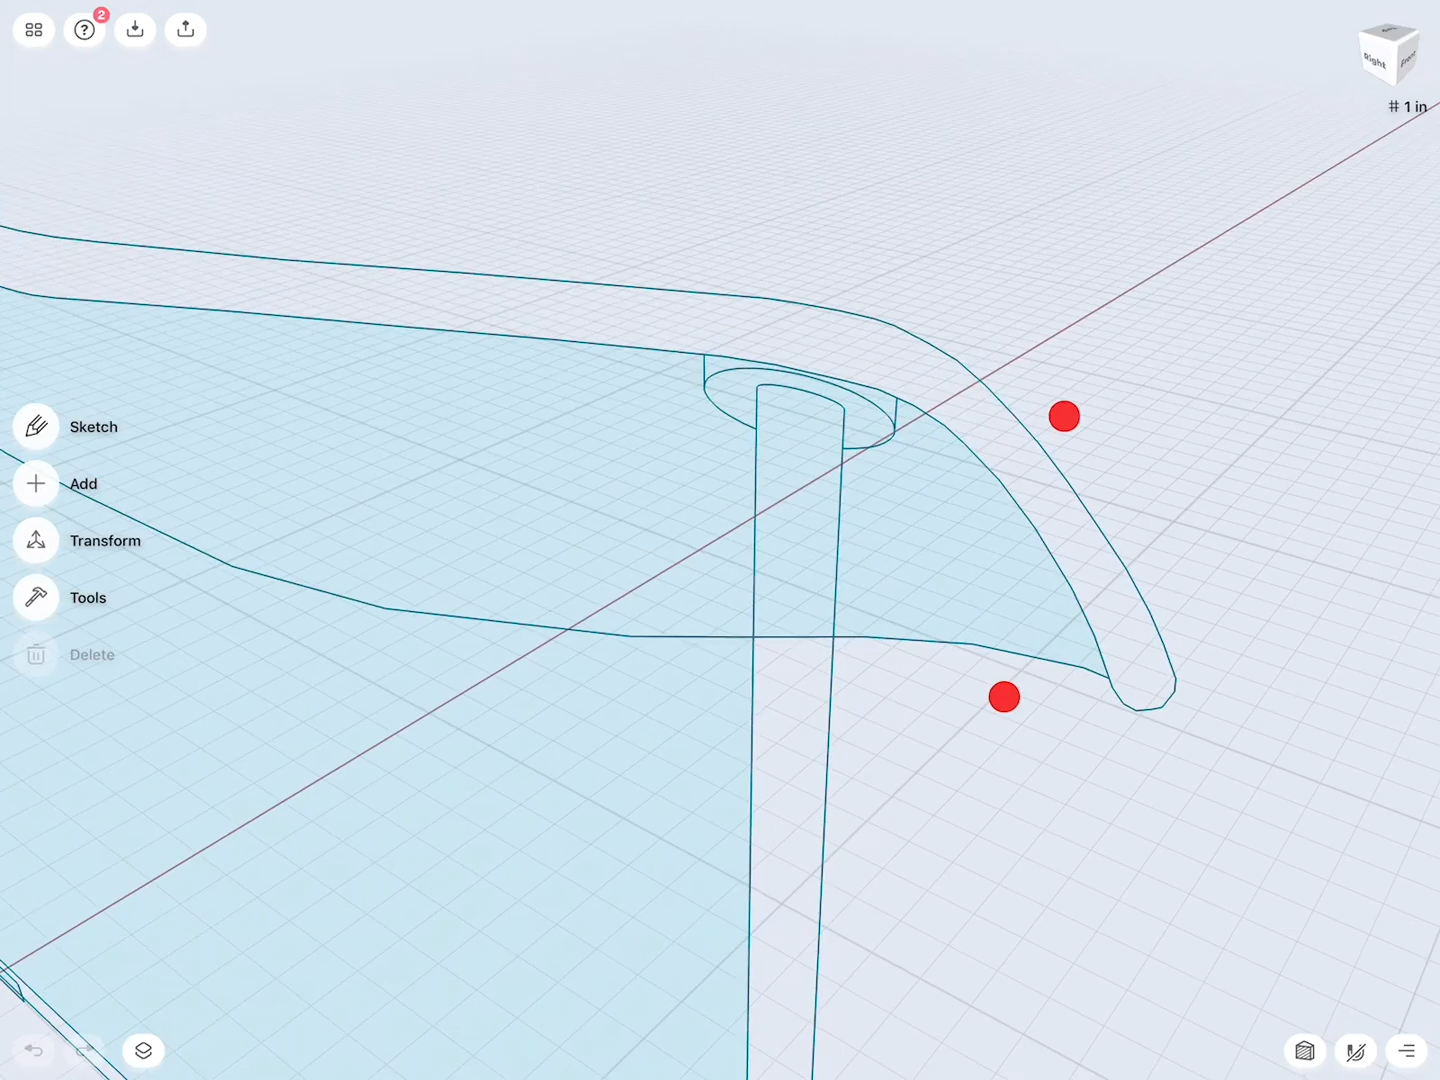 2
Right
Front
1 in
Sketch
Add
Transform
Tools
Delete